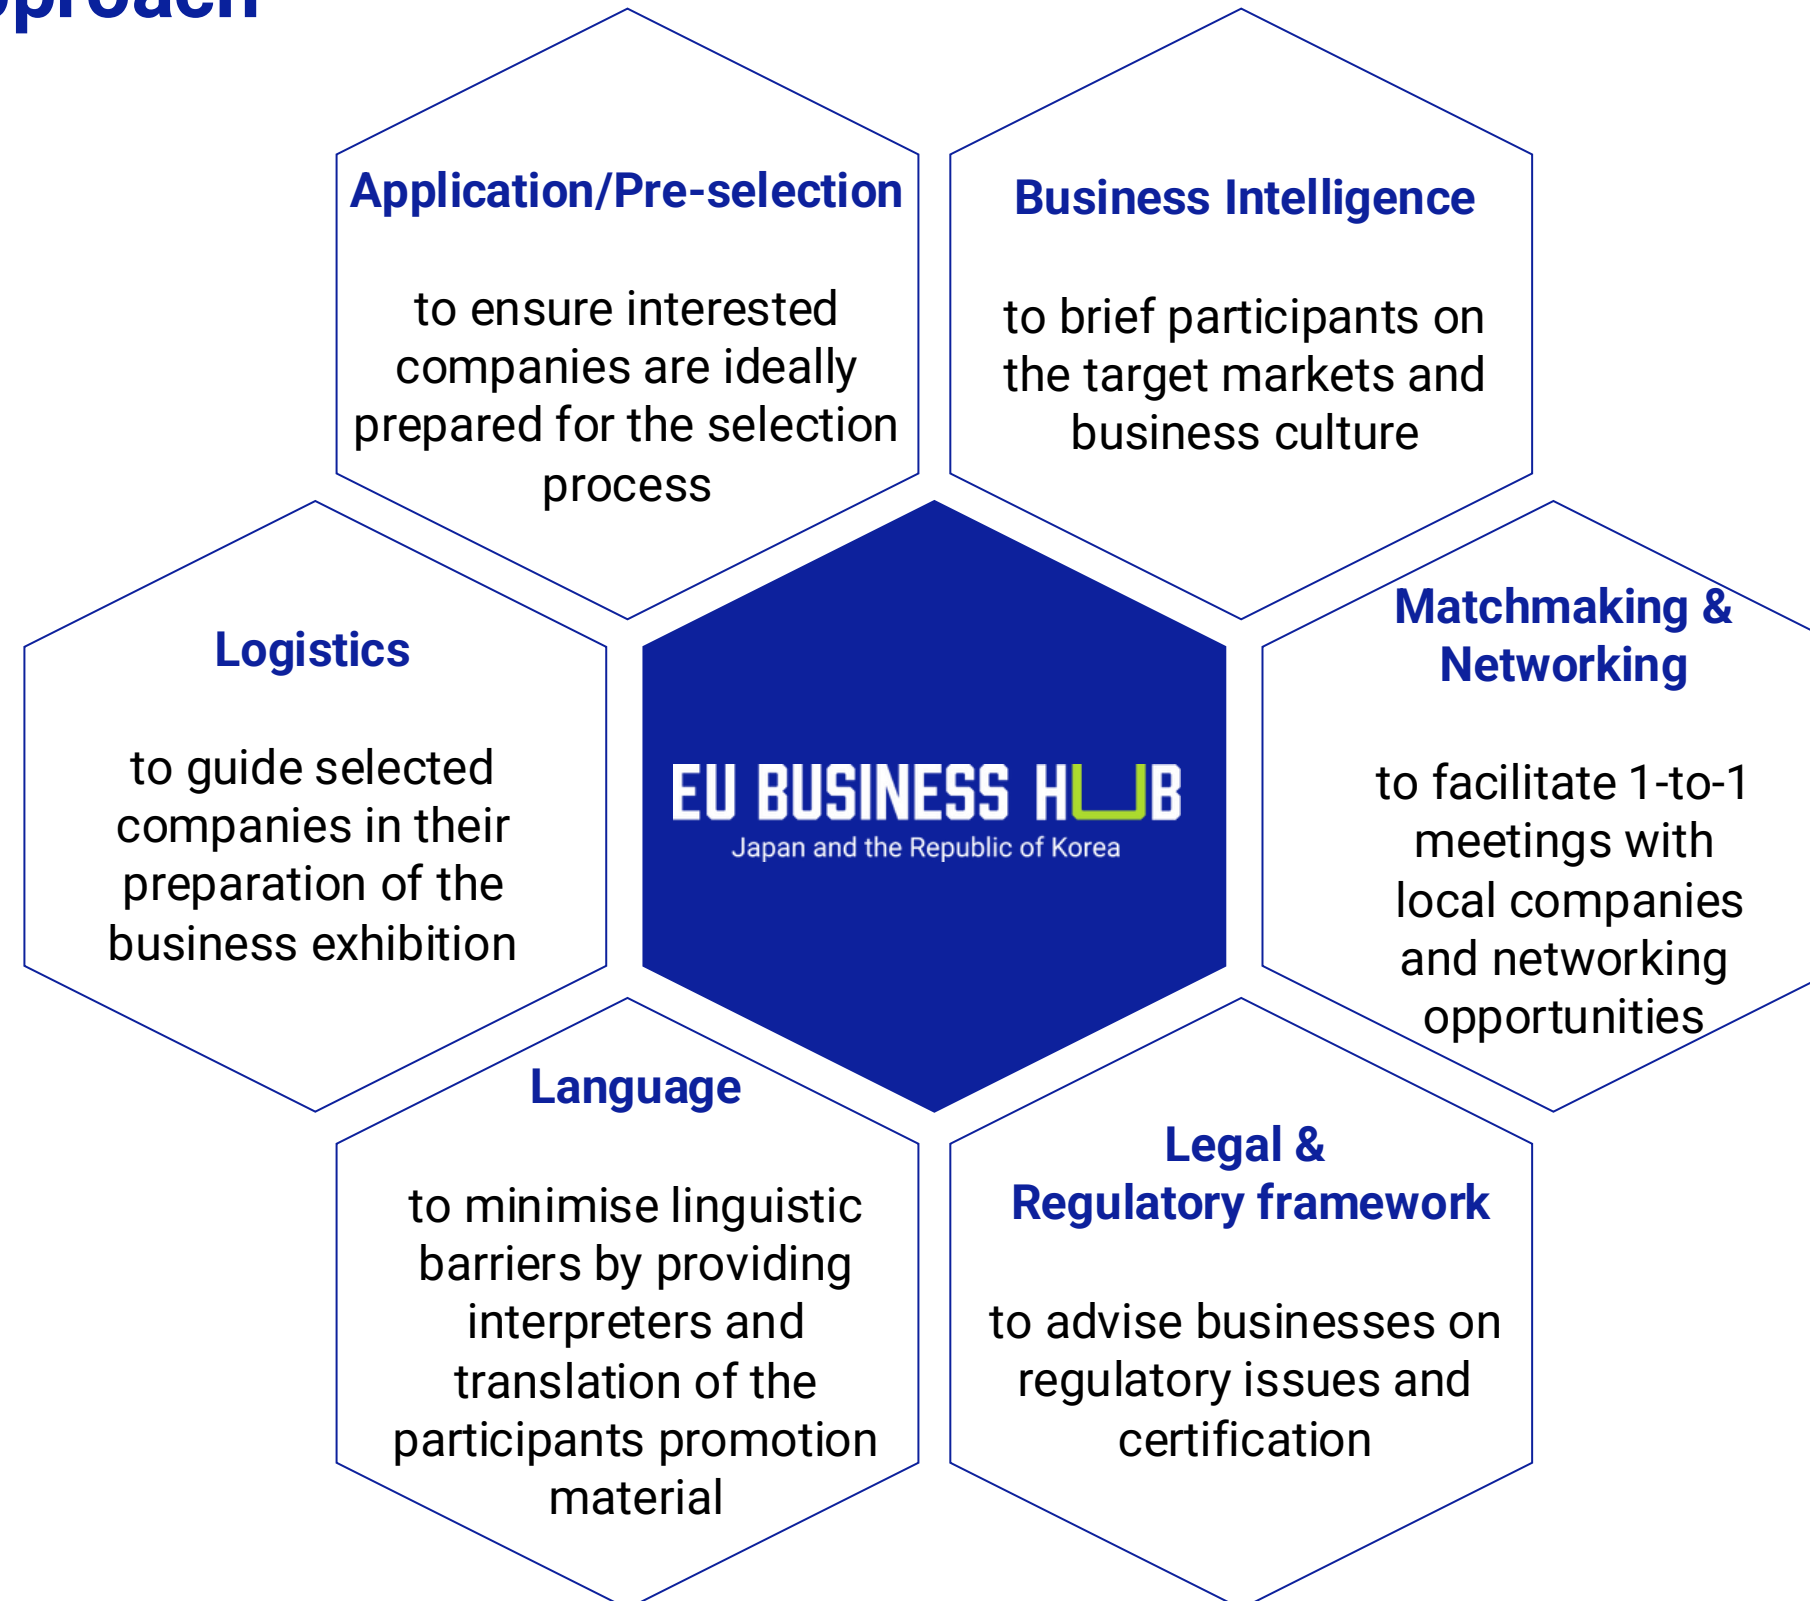 Application/Pre-selection
to ensure interested
companies are ideally
prepared for the selection
process
Business Intelligence
to brief participants on
the target markets and
business culture
Logistics
to guide selected
companies in their
preparation of the
business exhibition
EU BUSINESS HUB
Japan and the Republic of Korea
Matchmaking &
Networking
to facilitate 1-to-1
meetings with
local companies
and networking
opportunities
Language
to minimise linguistic
barriers by providing
interpreters and
translation of the
participants promotion
material
Legal &
Regulatory framework
to advise businesses on
regulatory issues and
certification